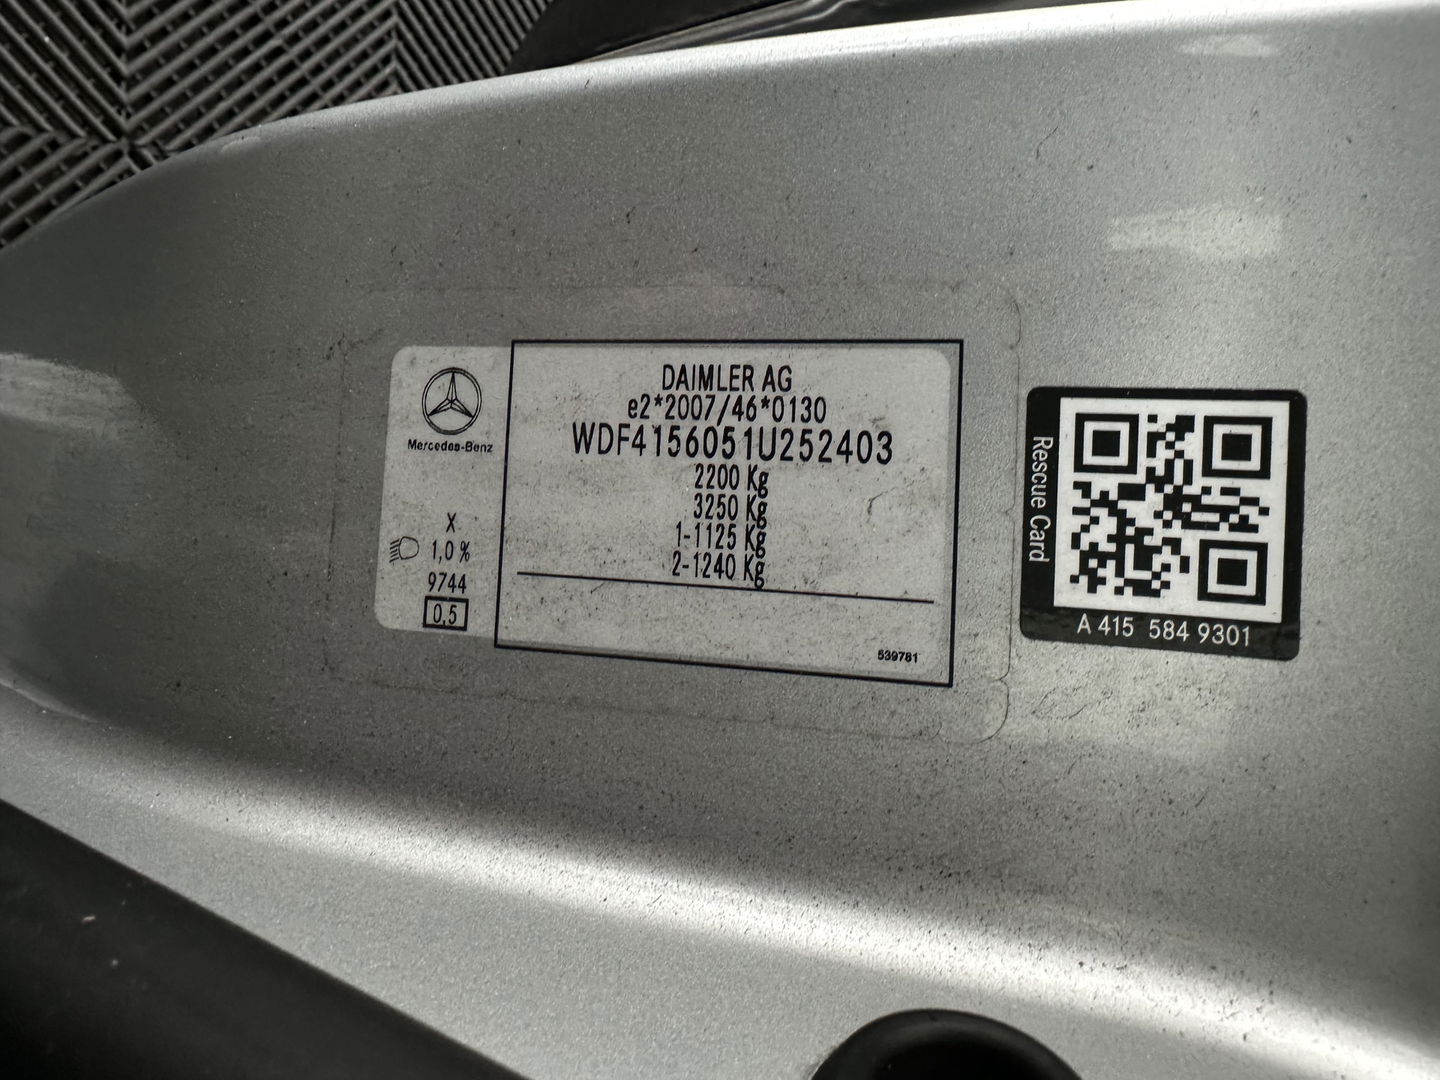 Mercedes-Benz
X
1,0 %
9744
0,5
DAIMLER AG
e2*2007/46*0130
WDF4156051U252403
2200 Kg
3250 Kg
1-1125 Kg
2-1240 Kg
539781
Rescue Card
A 415 584 9301